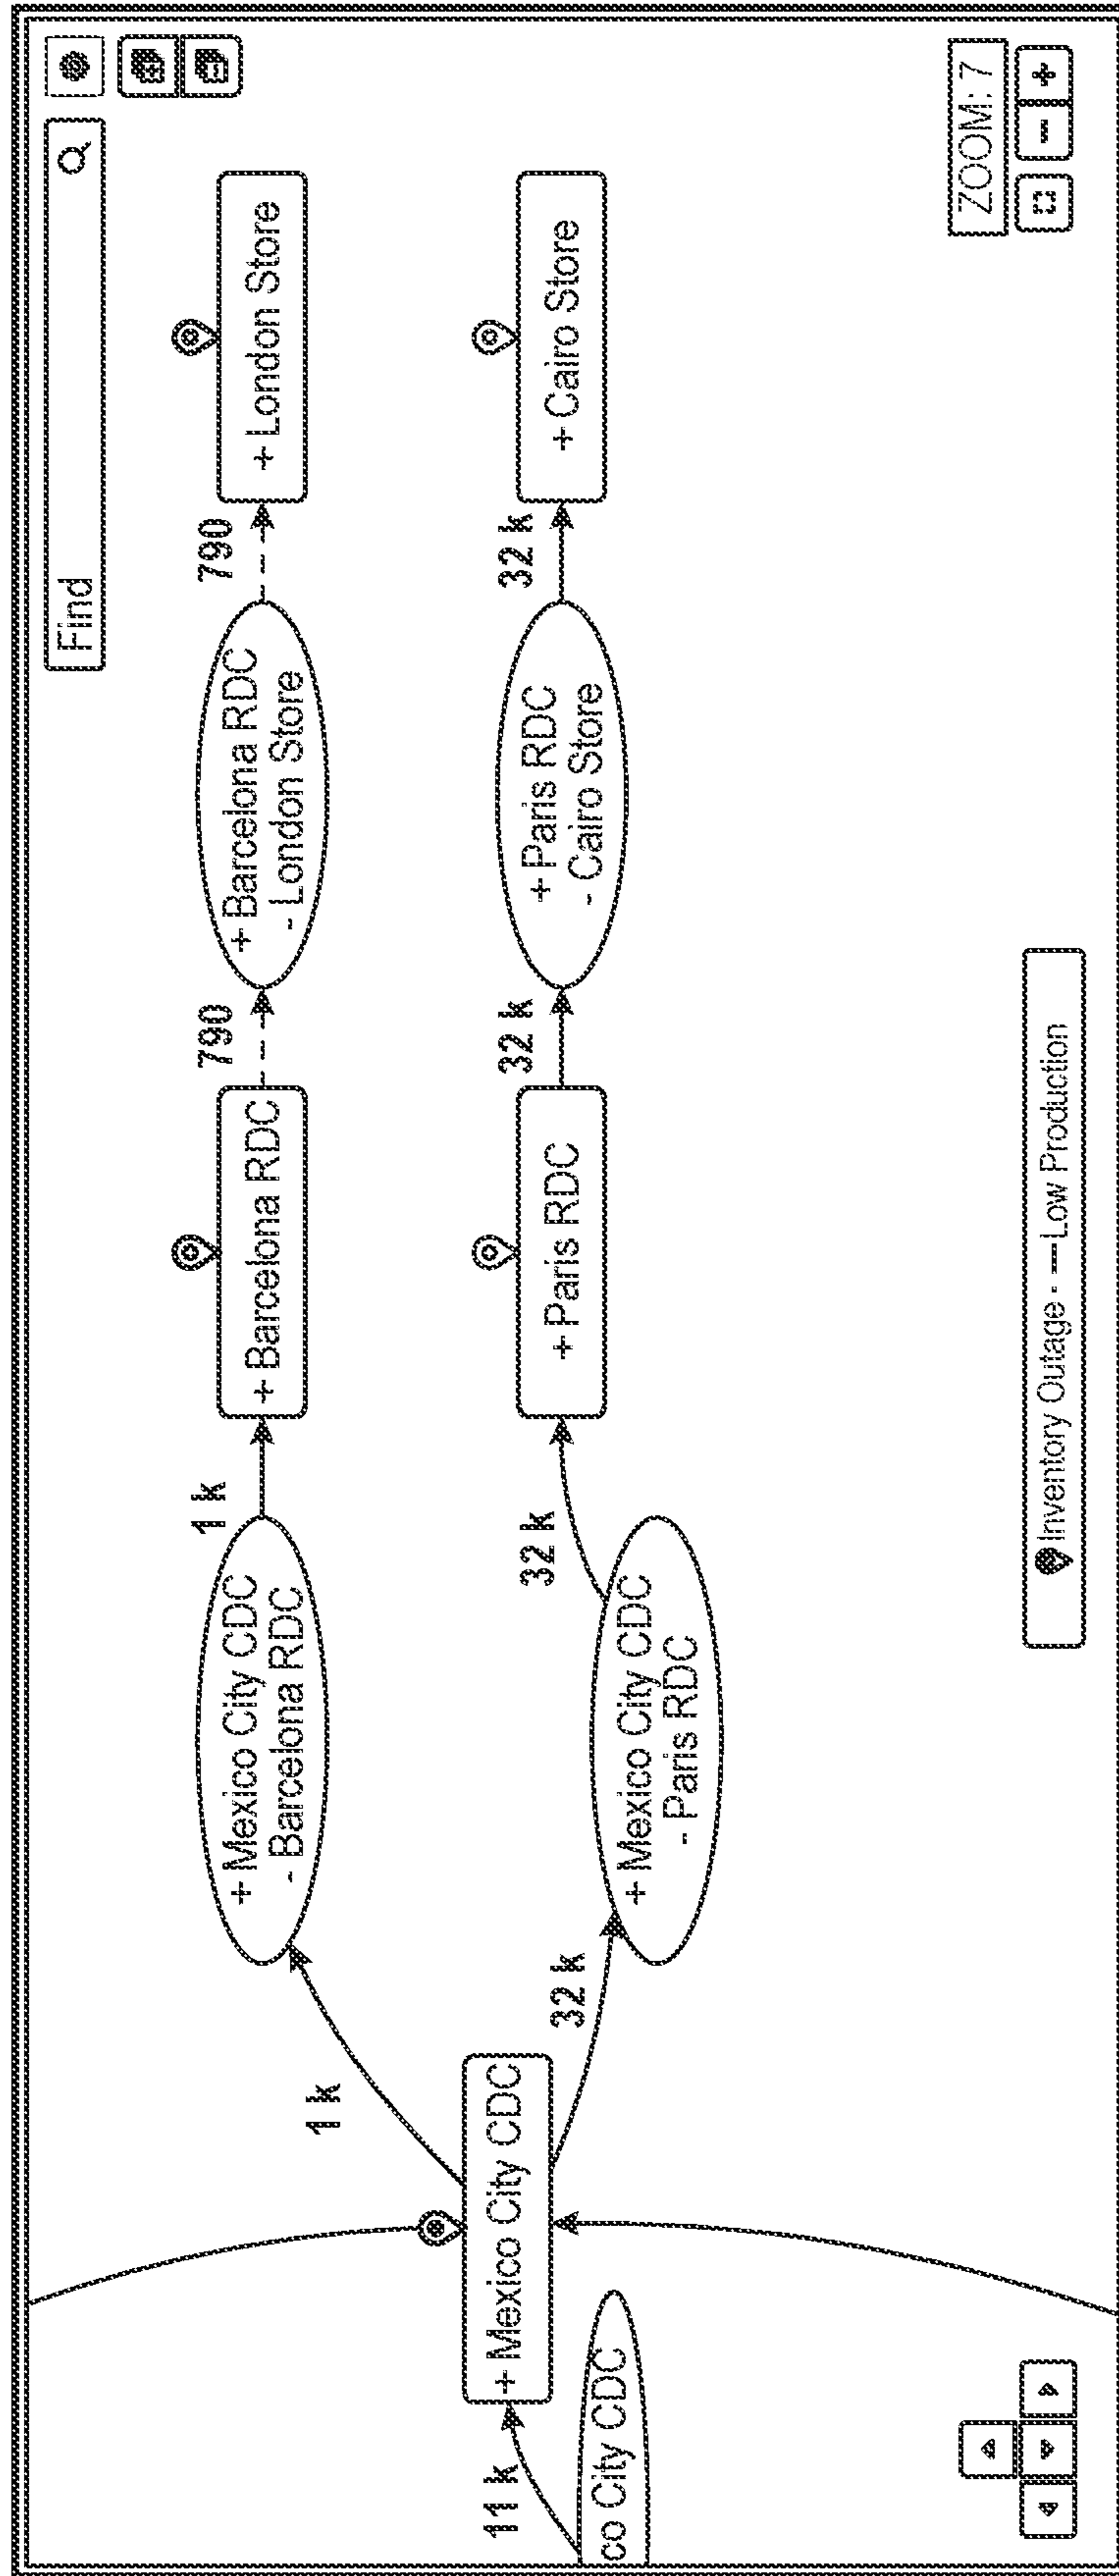 Find
790
790
1 k
+ London Store
+ Barcelona RDC
- London Store
+ Barcelona RDC
+ Mexico City CDC
- Barcelona RDC
1 k
32 k
32 k
32 k
+ Cairo Store
+ Paris RDC
- Cairo Store
+ Paris RDC
+ Mexico City CDC
- Paris RDC
32 k
+ Mexico City CDC
11 k
co City CDC
ZOOM: 7
Inventory Outage - — Low Production